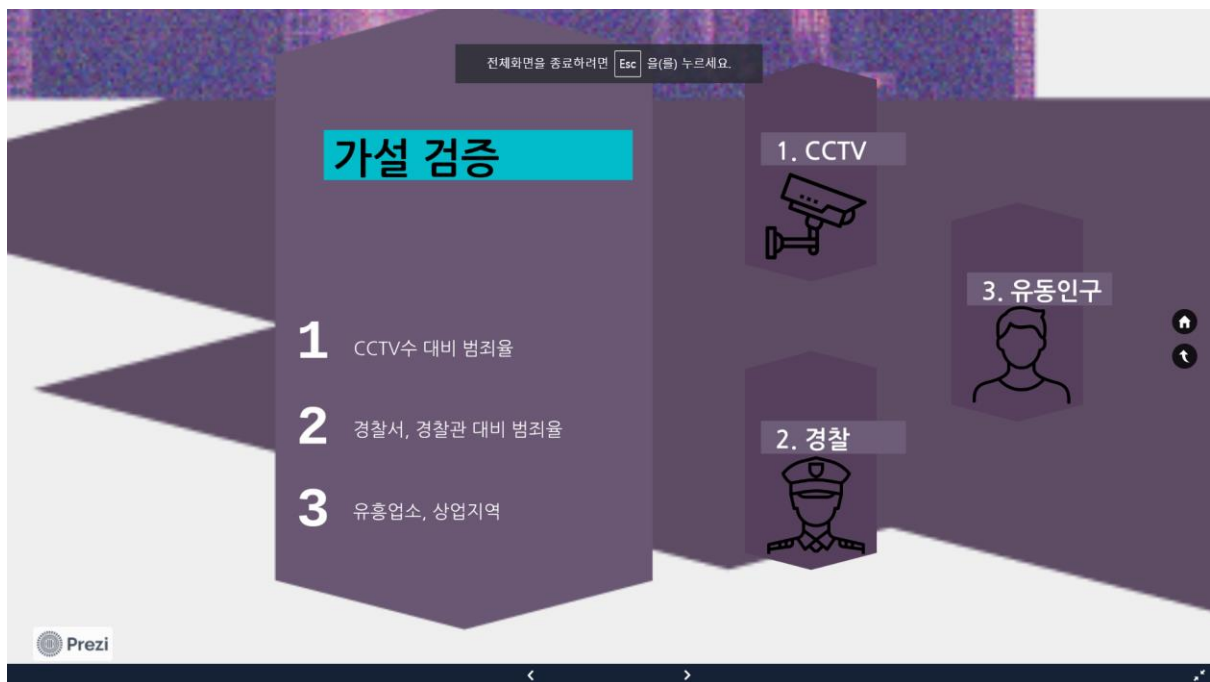 전체화면을 종료하려면 Esc 을(를) 누르세요.
가설 검증
1 CCTV수 대비 범죄율
2 경찰서, 경찰관 대비 범죄율
3 유흥업소, 상업지역
1. CCTV
2. 경찰
3. 유동인구
Prezi